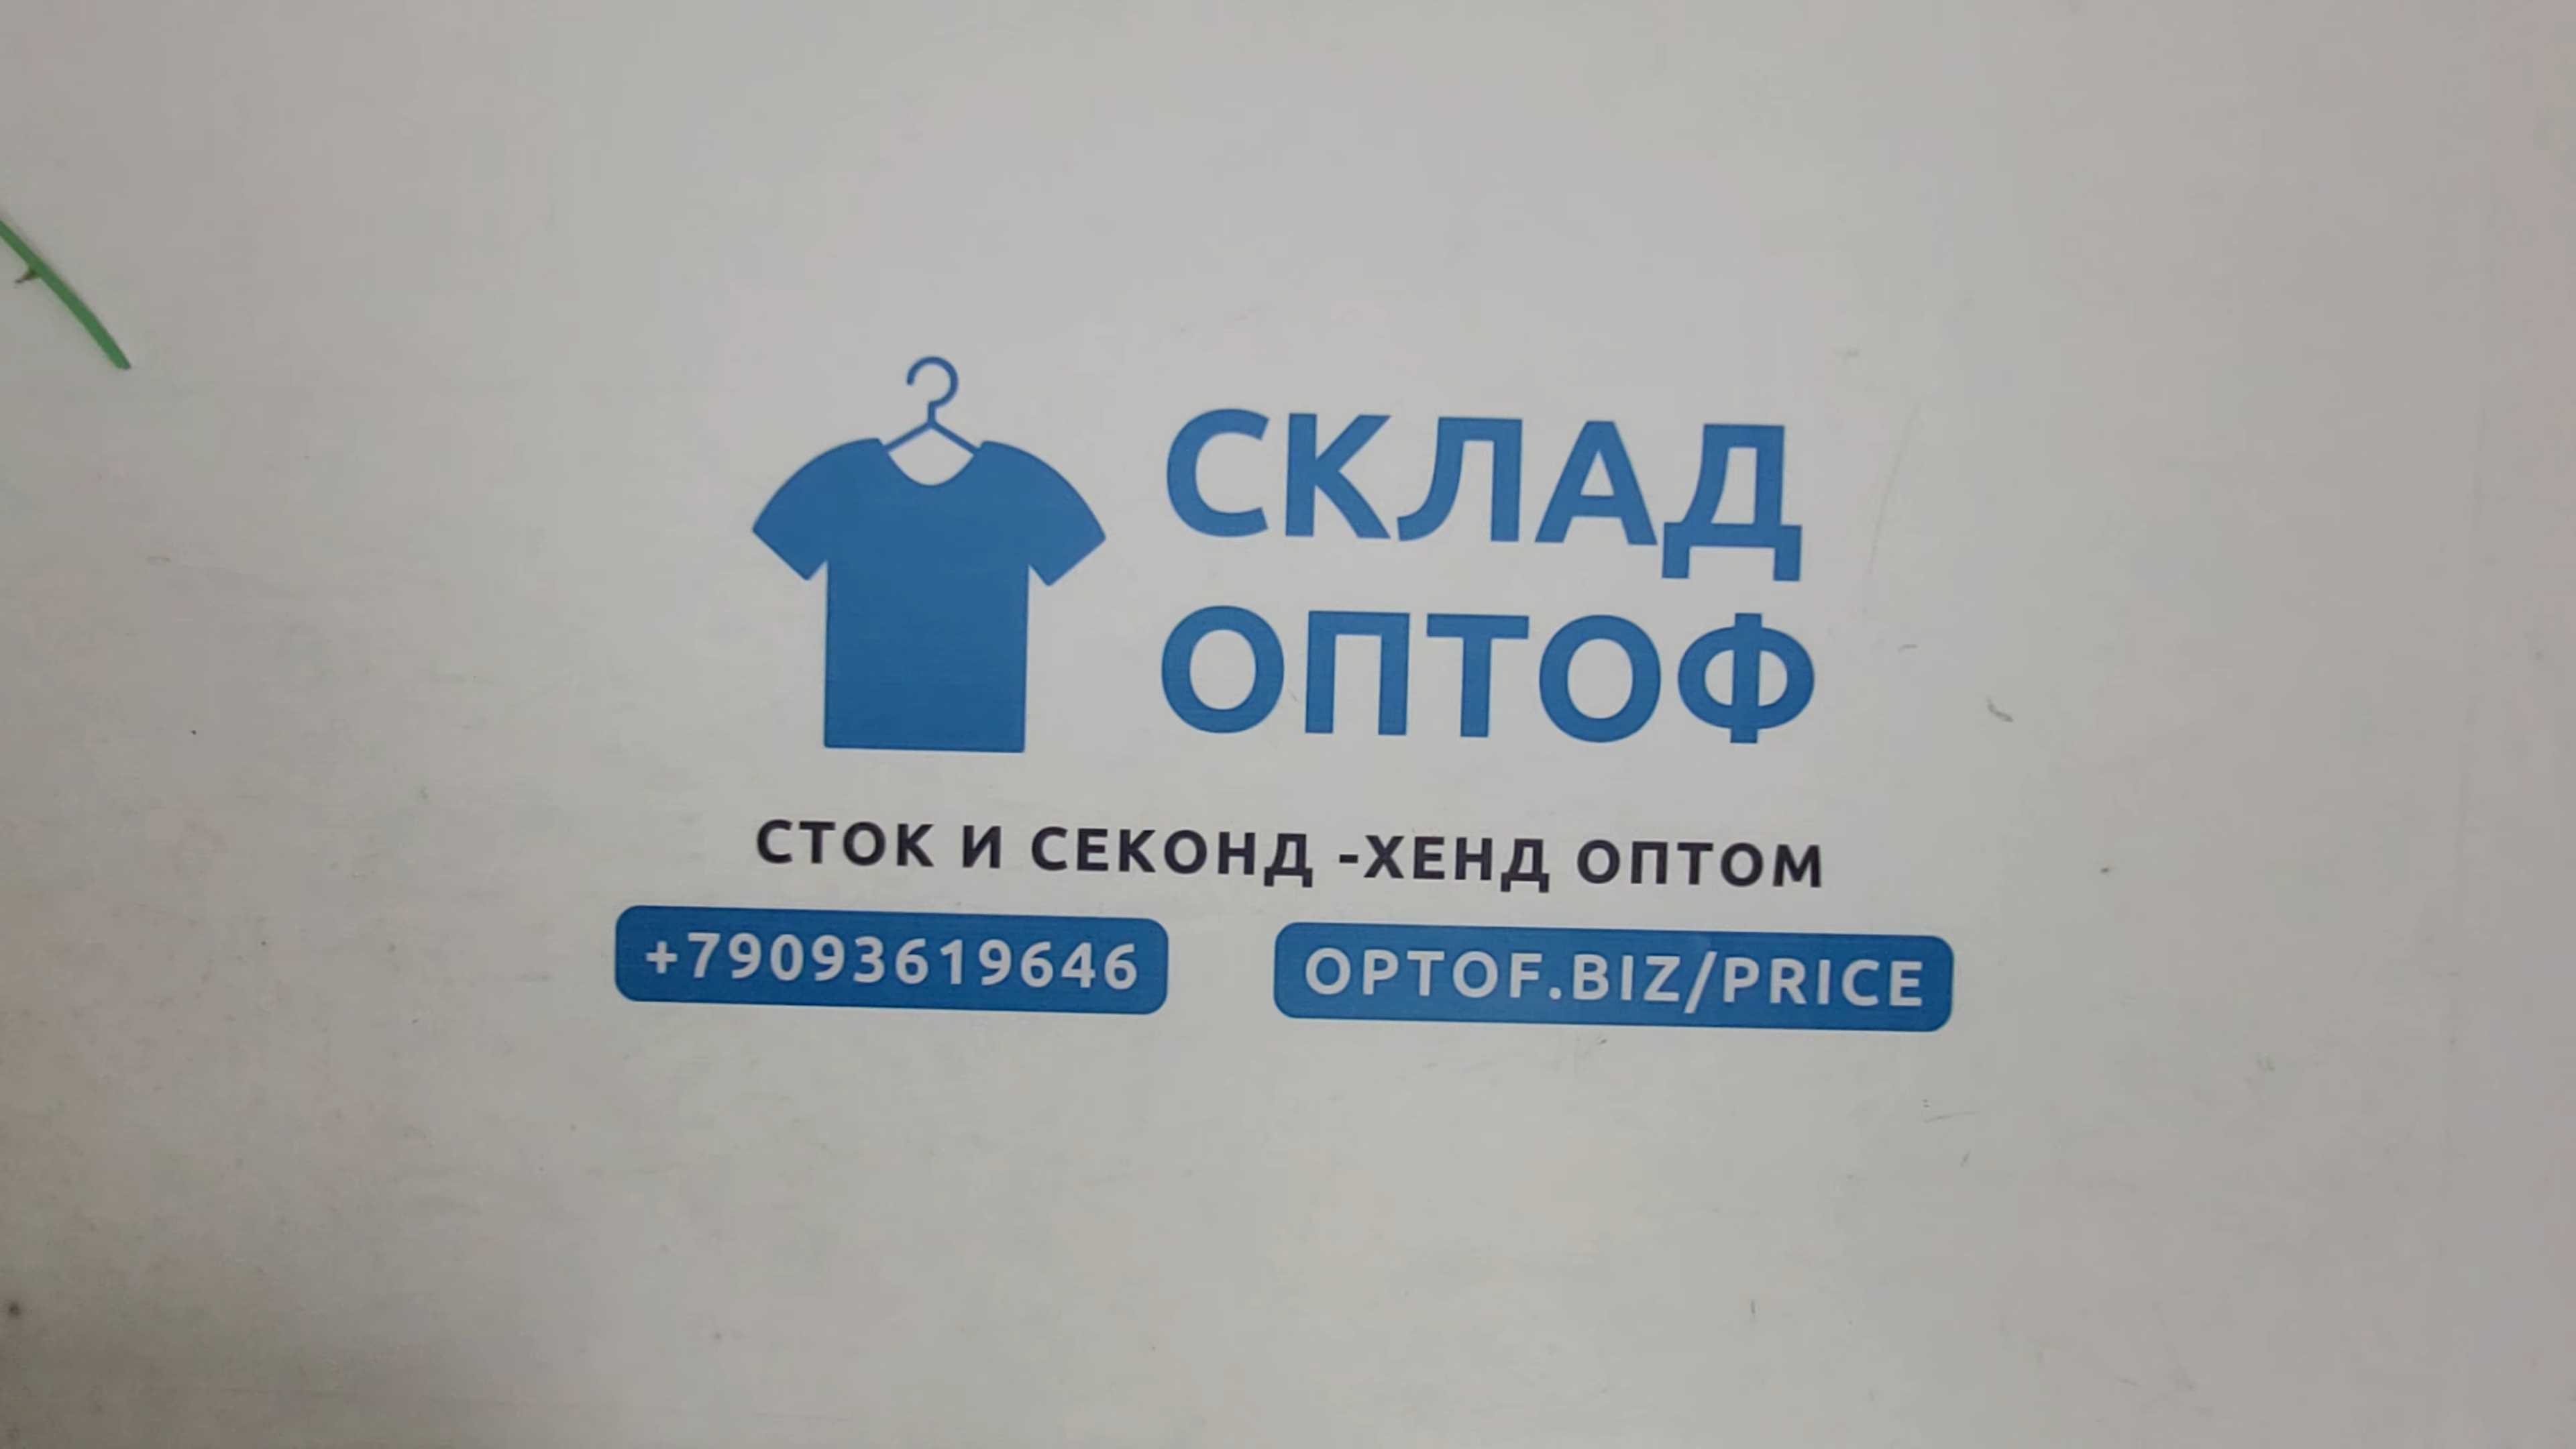 СКЛАД
ОПТОФ
СТОК И СЕКОНД -ХЕНД ОПТОМ
+79093619646
OPTOF.BIZ/PRICE